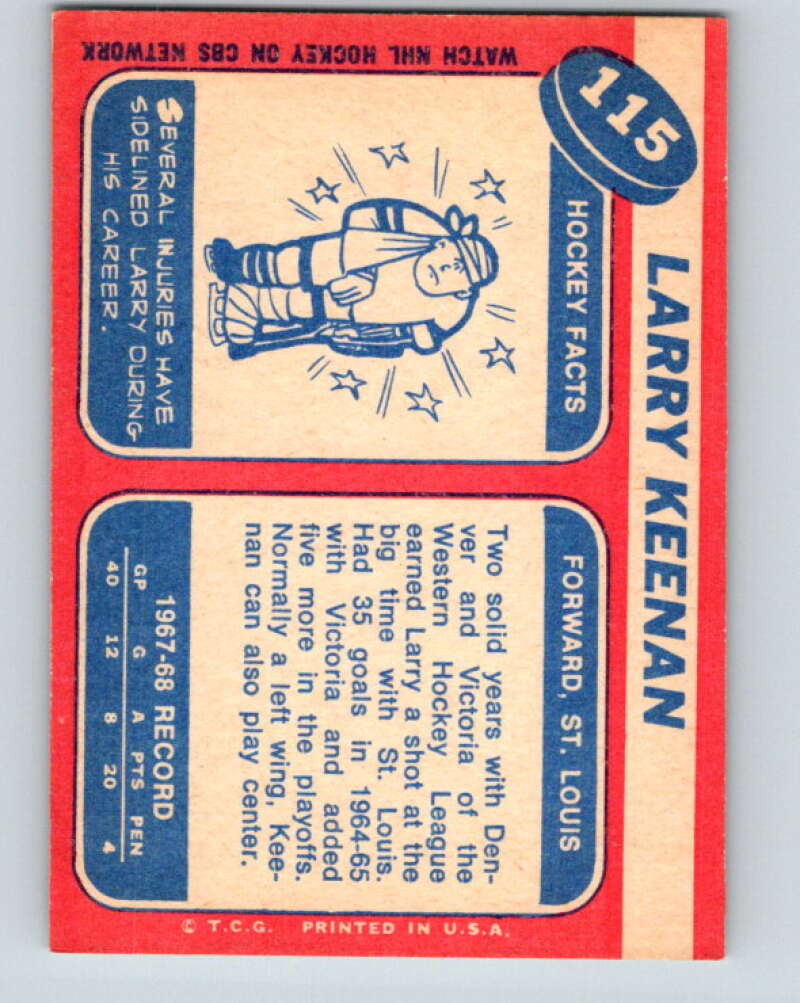 115
LARRY KEENAN
HOCKEY FACTS
SEVERAL INJURIES HAVE
SIDELINED LARRY DURING
HIS CAREER.
FORWARD, ST. LOUIS
Two solid years with Den-
ver and Victoria of the
Western Hockey League
earned Larry a shot at the
big time with St. Louis.
Had 35 goals in 1964-65
with Victoria and added
five more in the playoffs.
Normally a left wing, Kee-
nan can also play center.
1967-68 RECORD
GP G A PTS PEN
40 12 8 20 4
WATCH NHL HOCKEY ON CBS NETWORK
© T.C.G. PRINTED IN U.S.A.